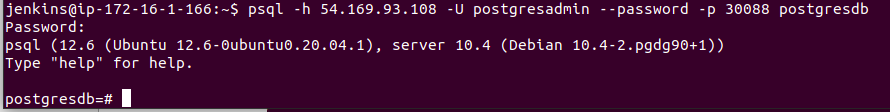 jenkins@ip-172-16-1-166:~$ psql -h 54.169.93.108 -U postgresadmin --password -p 30088 postgresdb
Password:
psql (12.6 (Ubuntu 12.6-0ubuntu0.20.04.1), server 10.4 (Debian 10.4-2.pgdg90+1))
Type "help" for help.
postgresdb=#